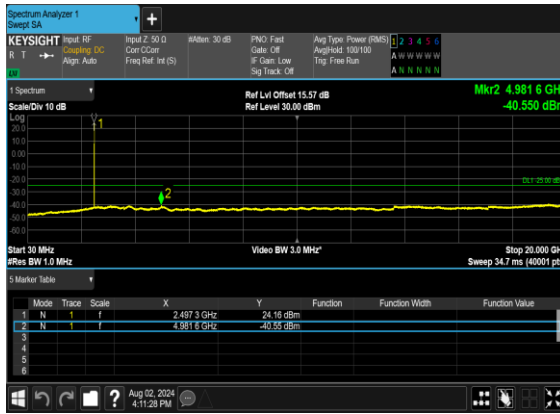 Spectrum Analyzer 1
Swept SA
+
KEYSIGHT Input: RF Input Z: 50 Ω #Atten: 30 dB PNO: Fast Avg Type: Power (RMS) 1 2 3 4 5 6
R T Coupling: DC Corr CCorr Gate: Off Avg|Hold: 100/100 A W W W W W
Align: Auto Freq Ref: Int (S) IF Gain: Low Trig: Free Run
Sig Track: Off A N N N N N
1 Spectrum Ref Lvl Offset 15.57 dB Mkr2 4.981 6 GH
Scale/Div 10 dB Ref Level 30.00 dBm -40.550 dBr
Log
20.0
10.0
0.00
-10.0
-20.0
DL1 -25.00 dB
-30.0
-40.0
-50.0
-60.0
1
2
Start 30 MHz Video BW 3.0 MHz* Stop 20.000 GH
#Res BW 1.0 MHz Sweep 34.7 ms (40001 pt
5 Marker Table
Mode Trace Scale X Y Function Function Width Function Value
1 N 1 f 2.497 3 GHz 24.16 dBm
2 N 1 f 4.981 6 GHz -40.55 dBm
3
4
5
6
? Aug 02, 2024
4:11:28 PM